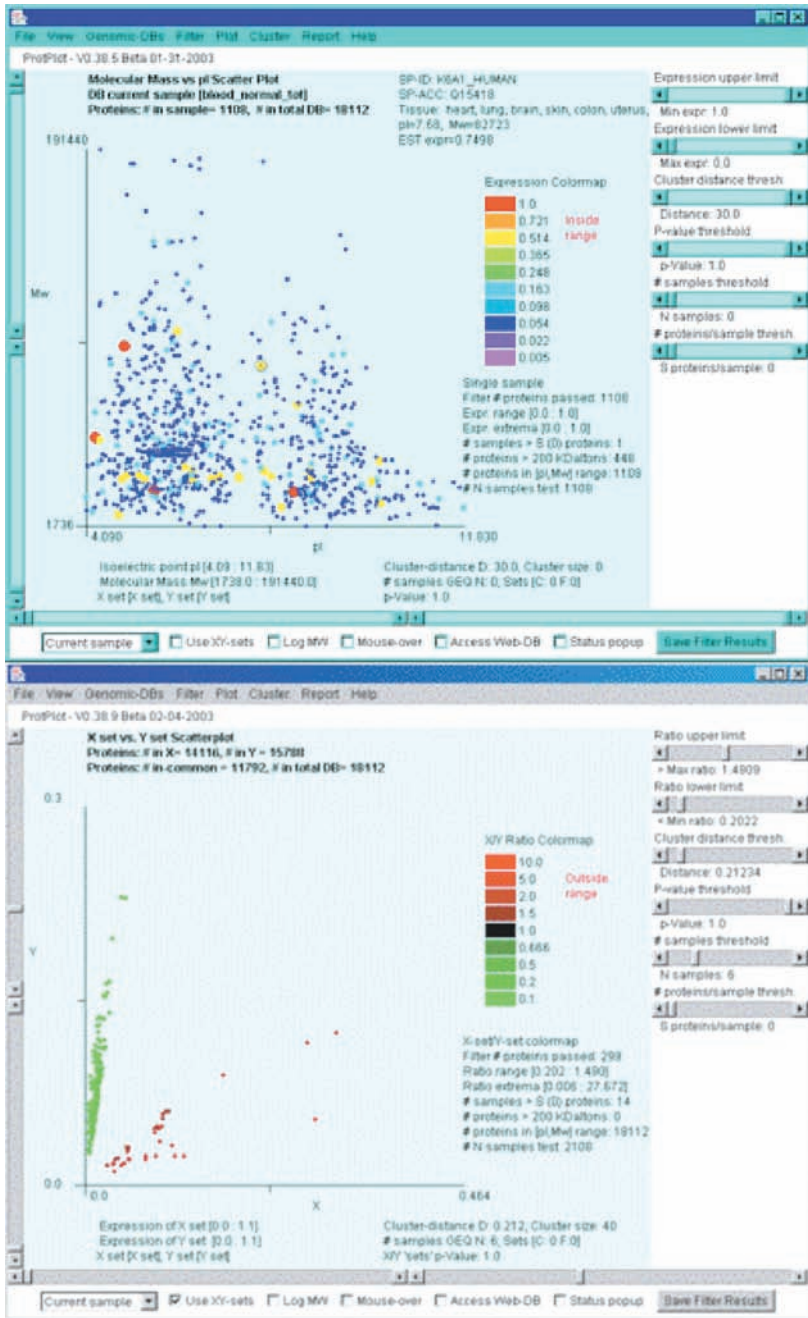 File View Genomic-DBs Filter Plot Cluster Report Help
ProtPlot - V0.38.5 Beta 01-31-2003
Molecular Mass vs pI Scatter Plot
DB current sample [blood_normal_tot]
Proteins: # in sample= 1108, # in total DB= 18112
SP-ID: K6A1_HUMAN
SP-ACC: Q15418
Tissue: heart, lung, brain, skin, colon, uterus,
pI=7.68, Mw=82723
EST expr=0.7498
191440
Mw
1736
4.090
pI
11.830
Expression Colormap
1.0
0.721
0.514
0.365
0.248
0.163
0.098
0.054
0.022
0.005
Inside
range
Single sample
Filter # proteins passed: 1108
Expr. range [0.0 : 1.0]
Expr. extrema [0.0 : 1.0]
# samples > S (0) proteins: 1
# proteins > 200 KDaltons: 448
# proteins in [pI,Mw] range: 1108
# N samples test: 1108
Isoelectric point pI [4.09 : 11.83]
Molecular Mass Mw [1738.0 : 191440.0]
X set [X set], Y set [Y set]
Cluster-distance D: 30.0, Cluster size: 0
# samples GEQ N: 0, Sets [C: 0 F:0]
p-Value: 1.0
Expression upper limit
Min expr: 1.0
Expression lower limit
Max expr: 0.0
Cluster distance thresh.
Distance: 30.0
P-value threshold
p-Value: 1.0
# samples threshold
N samples: 0
# proteins/sample thresh.
S proteins/sample: 0
Current sample Use XY-sets Log MW Mouse-over Access Web-DB Status popup Save Filter Results
File View Genomic-DBs Filter Plot Cluster Report Help
ProtPlot - V0.38.9 Beta 02-04-2003
X set vs. Y set Scatterplot
Proteins: # in X= 14116, # in Y = 15788
Proteins: # in-common = 11792, # in total DB= 18112
0.3
Y
0.0
0.0
X
0.464
X/Y Ratio Colormap
10.0
5.0
2.0
1.5
1.0
0.666
0.5
0.2
0.1
Outside
range
X-set/Y-set colormap
Filter # proteins passed: 299
Ratio range [0.202 : 1.490]
Ratio extrema [0.006 : 27.672]
# samples > S (0) proteins: 14
# proteins > 200 KDaltons: 0
# proteins in [pI,Mw] range: 18112
# N samples test: 2108
Expression of X set [0.0 : 1.1]
Expression of Y set [0.0 : 1.1]
X set [X set], Y set [Y set]
Cluster-distance D: 0.212, Cluster size: 40
# samples GEQ N: 6, Sets [C: 0 F:0]
X/Y 'sets' p-Value: 1.0
Ratio upper limit
> Max ratio: 1.4909
Ratio lower limit
< Min ratio: 0.2022
Cluster distance thresh.
Distance: 0.21234
P-value threshold
p-Value: 1.0
# samples threshold
N samples: 6
# proteins/sample thresh.
S proteins/sample: 0
Current sample Use XY-sets Log MW Mouse-over Access Web-DB Status popup Save Filter Results